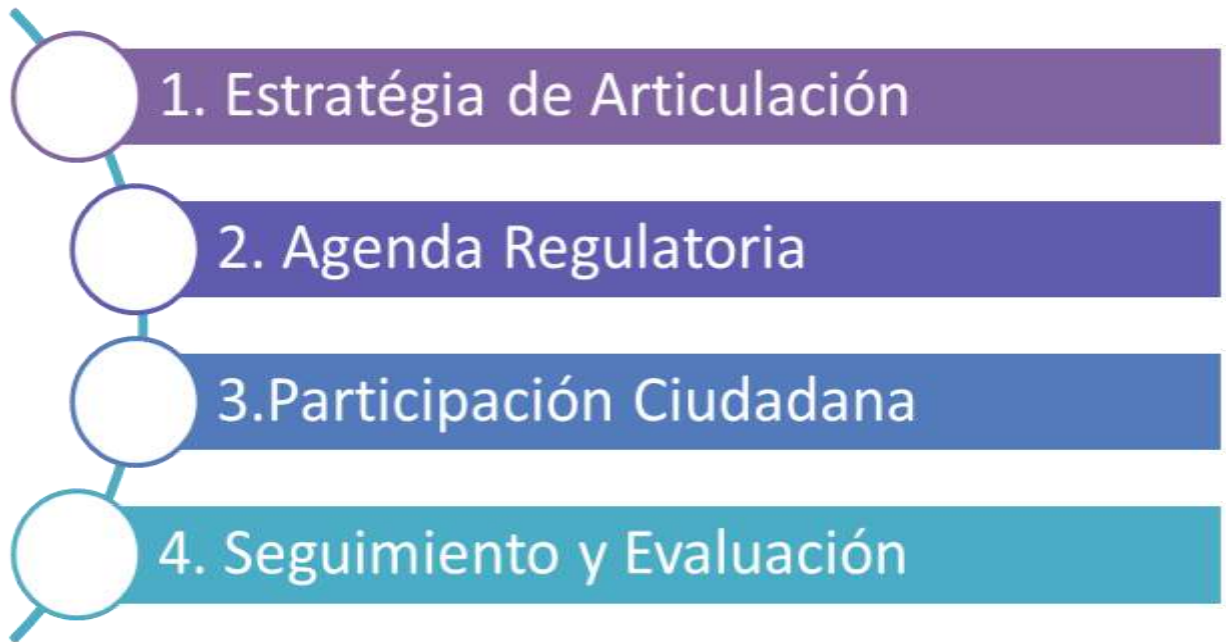 1. Estratégia de Articulación
2. Agenda Regulatoria
3.Participación Ciudadana
4. Seguimiento y Evaluación